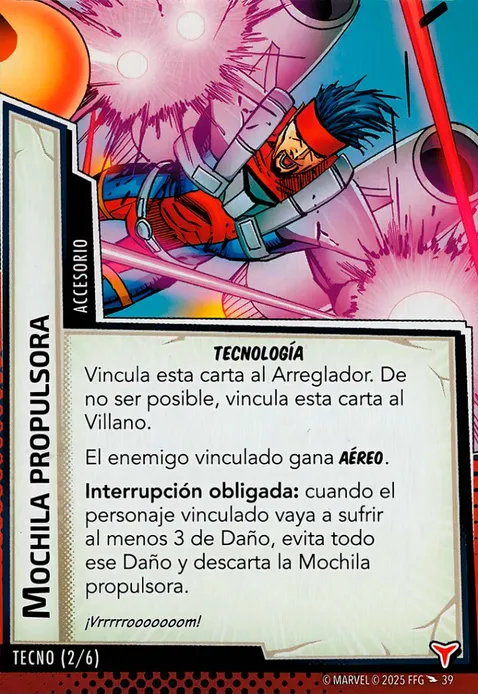 ACCESORIO
MOCHILA PROPULSORA
TECNOLOGÍA
Vincula esta carta al Arreglador. De
no ser posible, vincula esta carta al
Villano.
El enemigo vinculado gana AÉREO.
Interrupción obligada: cuando el
personaje vinculado vaya a sufrir
al menos 3 de Daño, evita todo
ese Daño y descarta la Mochila
propulsora.
¡Vrrrrrooooooom!
TECNO (2/6)
© MARVEL © 2025 FFG 39